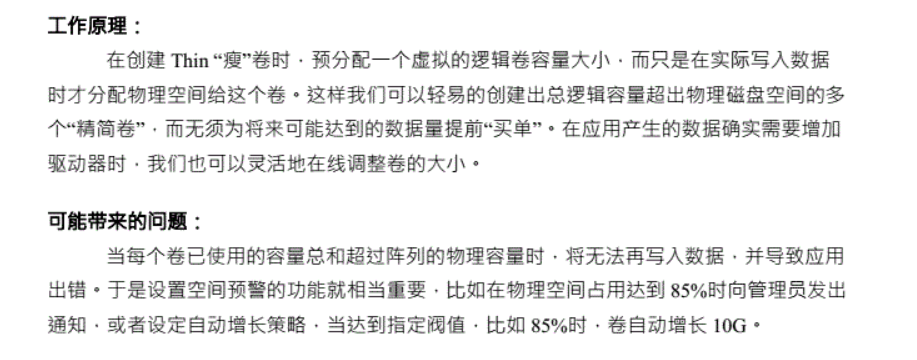 工作原理：
在创建 Thin “瘦”卷时，预分配一个虚拟的逻辑卷容量大小，而只是在实际写入数据
时才分配物理空间给这个卷。这样我们可以轻易的创建出总逻辑容量超出物理磁盘空间的多
个“精简卷”，而无须为将来可能达到的数据量提前“买单”。在应用产生的数据确实需要增加
驱动器时，我们也可以灵活地在线调整卷的大小。
可能带来的问题：
当每个卷已使用的容量总和超过阵列的物理容量时，将无法再写入数据，并导致应用
出错。于是设置空间预警的功能就相当重要，比如在物理空间占用达到 85%时向管理员发出
通知，或者设定自动增长策略，当达到指定阀值，比如 85%时，卷自动增长 10G。